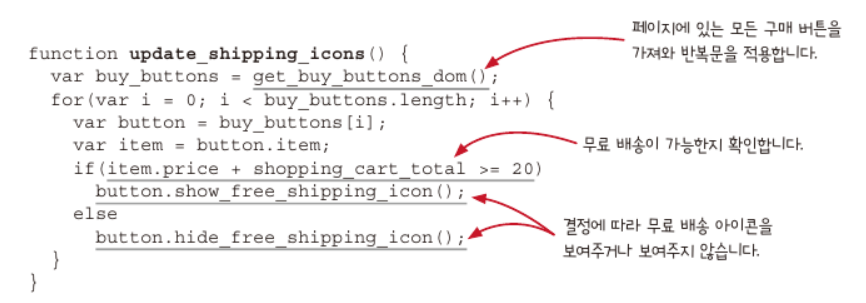 페이지에 있는 모든 구매 버튼을
가져와 반복문을 적용합니다.
function update_shipping_icons() {
  var buy_buttons = get_buy_buttons_dom();
  for(var i = 0; i < buy_buttons.length; i++) {
    var button = buy_buttons[i];
    var item = button.item;
무료 배송이 가능한지 확인합니다.
    if(item.price + shopping_cart_total >= 20)
      button.show_free_shipping_icon();
    else
      button.hide_free_shipping_icon();
결정에 따라 무료 배송 아이콘을
보여주거나 보여주지 않습니다.
  }
}